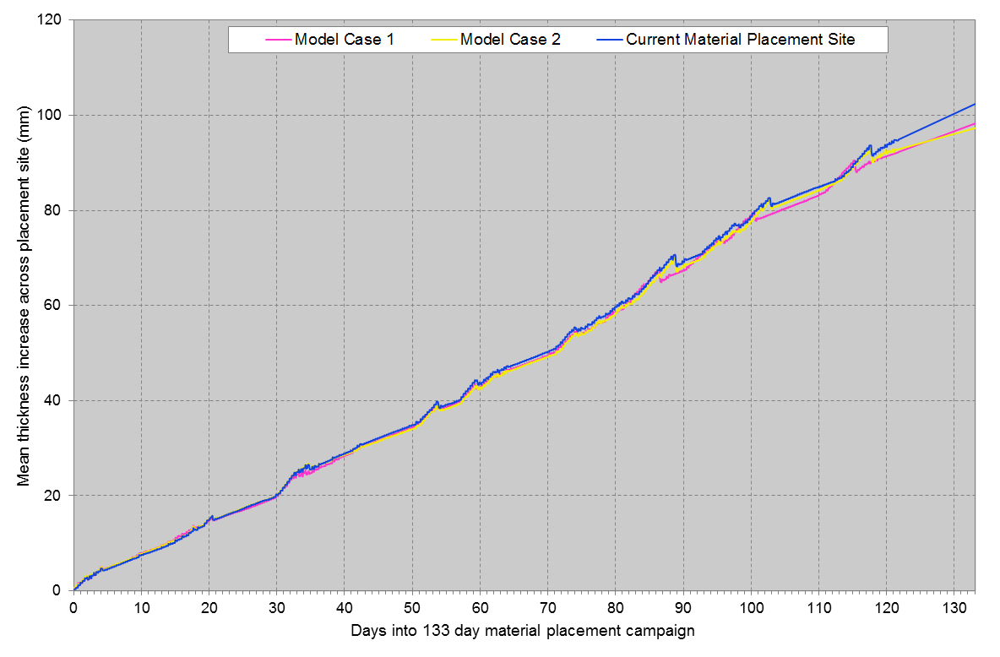 120
Model Case 1 Model Case 2 Current Material Placement Site
100
80
60
40
20
0
Mean thickness increase across placement site (mm)
0 10 20 30 40 50 60 70 80 90 100 110 120 130
Days into 133 day material placement campaign